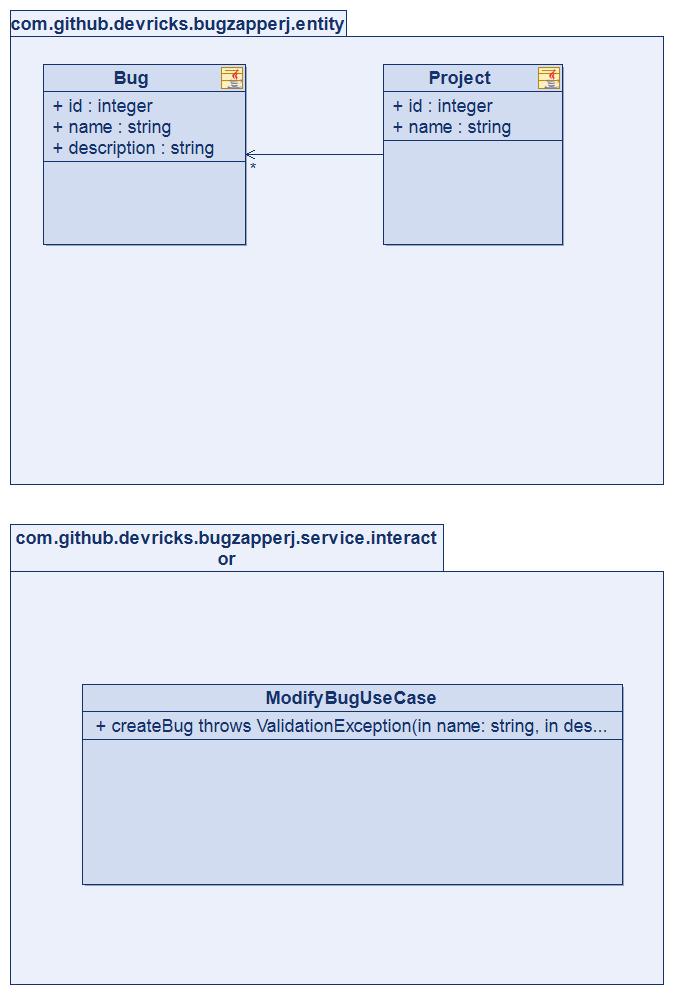 com.github.devricks.bugzapperj.entity
Bug
+ id : integer
+ name : string
+ description : string
*
Project
+ id : integer
+ name : string
com.github.devricks.bugzapperj.service.interact
or
ModifyBugUseCase
+ createBug throws ValidationException(in name: string, in des...